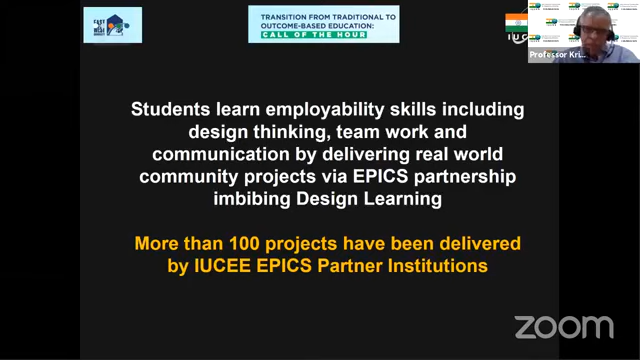 TRANSITION FROM TRADITIONAL TO
OUTCOME-BASED EDUCATION:
CALL OF THE HOUR
Professor Kri...
Students learn employability skills including
design thinking, team work and
communication by delivering real world
community projects via EPICS partnership
imbibing Design Learning
More than 100 projects have been delivered
by IUCEE EPICS Partner Institutions
zoom